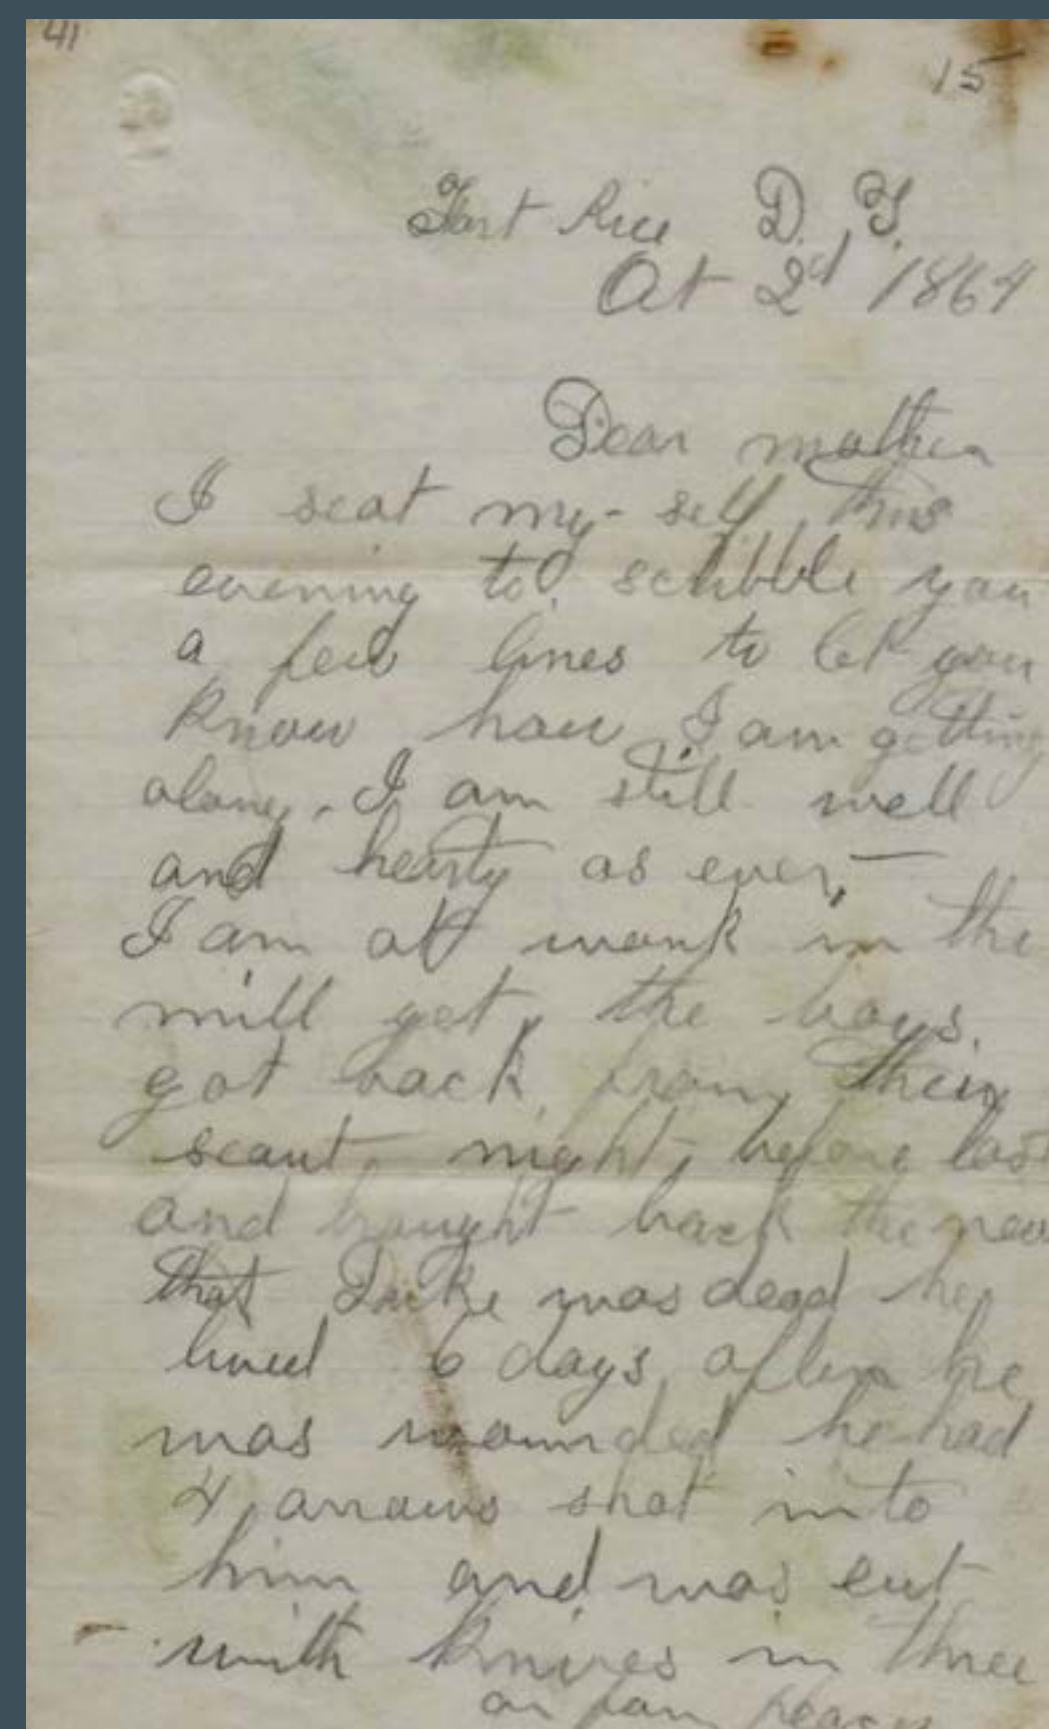 41
15
Fort Rice D. T.
Oct 2d 1864
Dear mother
I seat my-self this
evening to scribble you
a few lines to let you
know how I am getting
along. I am still well
and hearty as ever,
I am at work in the
mill yet, the boys
got back from their
scout night before last
and brought back the news
that was dead he
lived 6 days after he
was wounded he had
4 arrows shot into
him and was cut
with knives in three
or four places